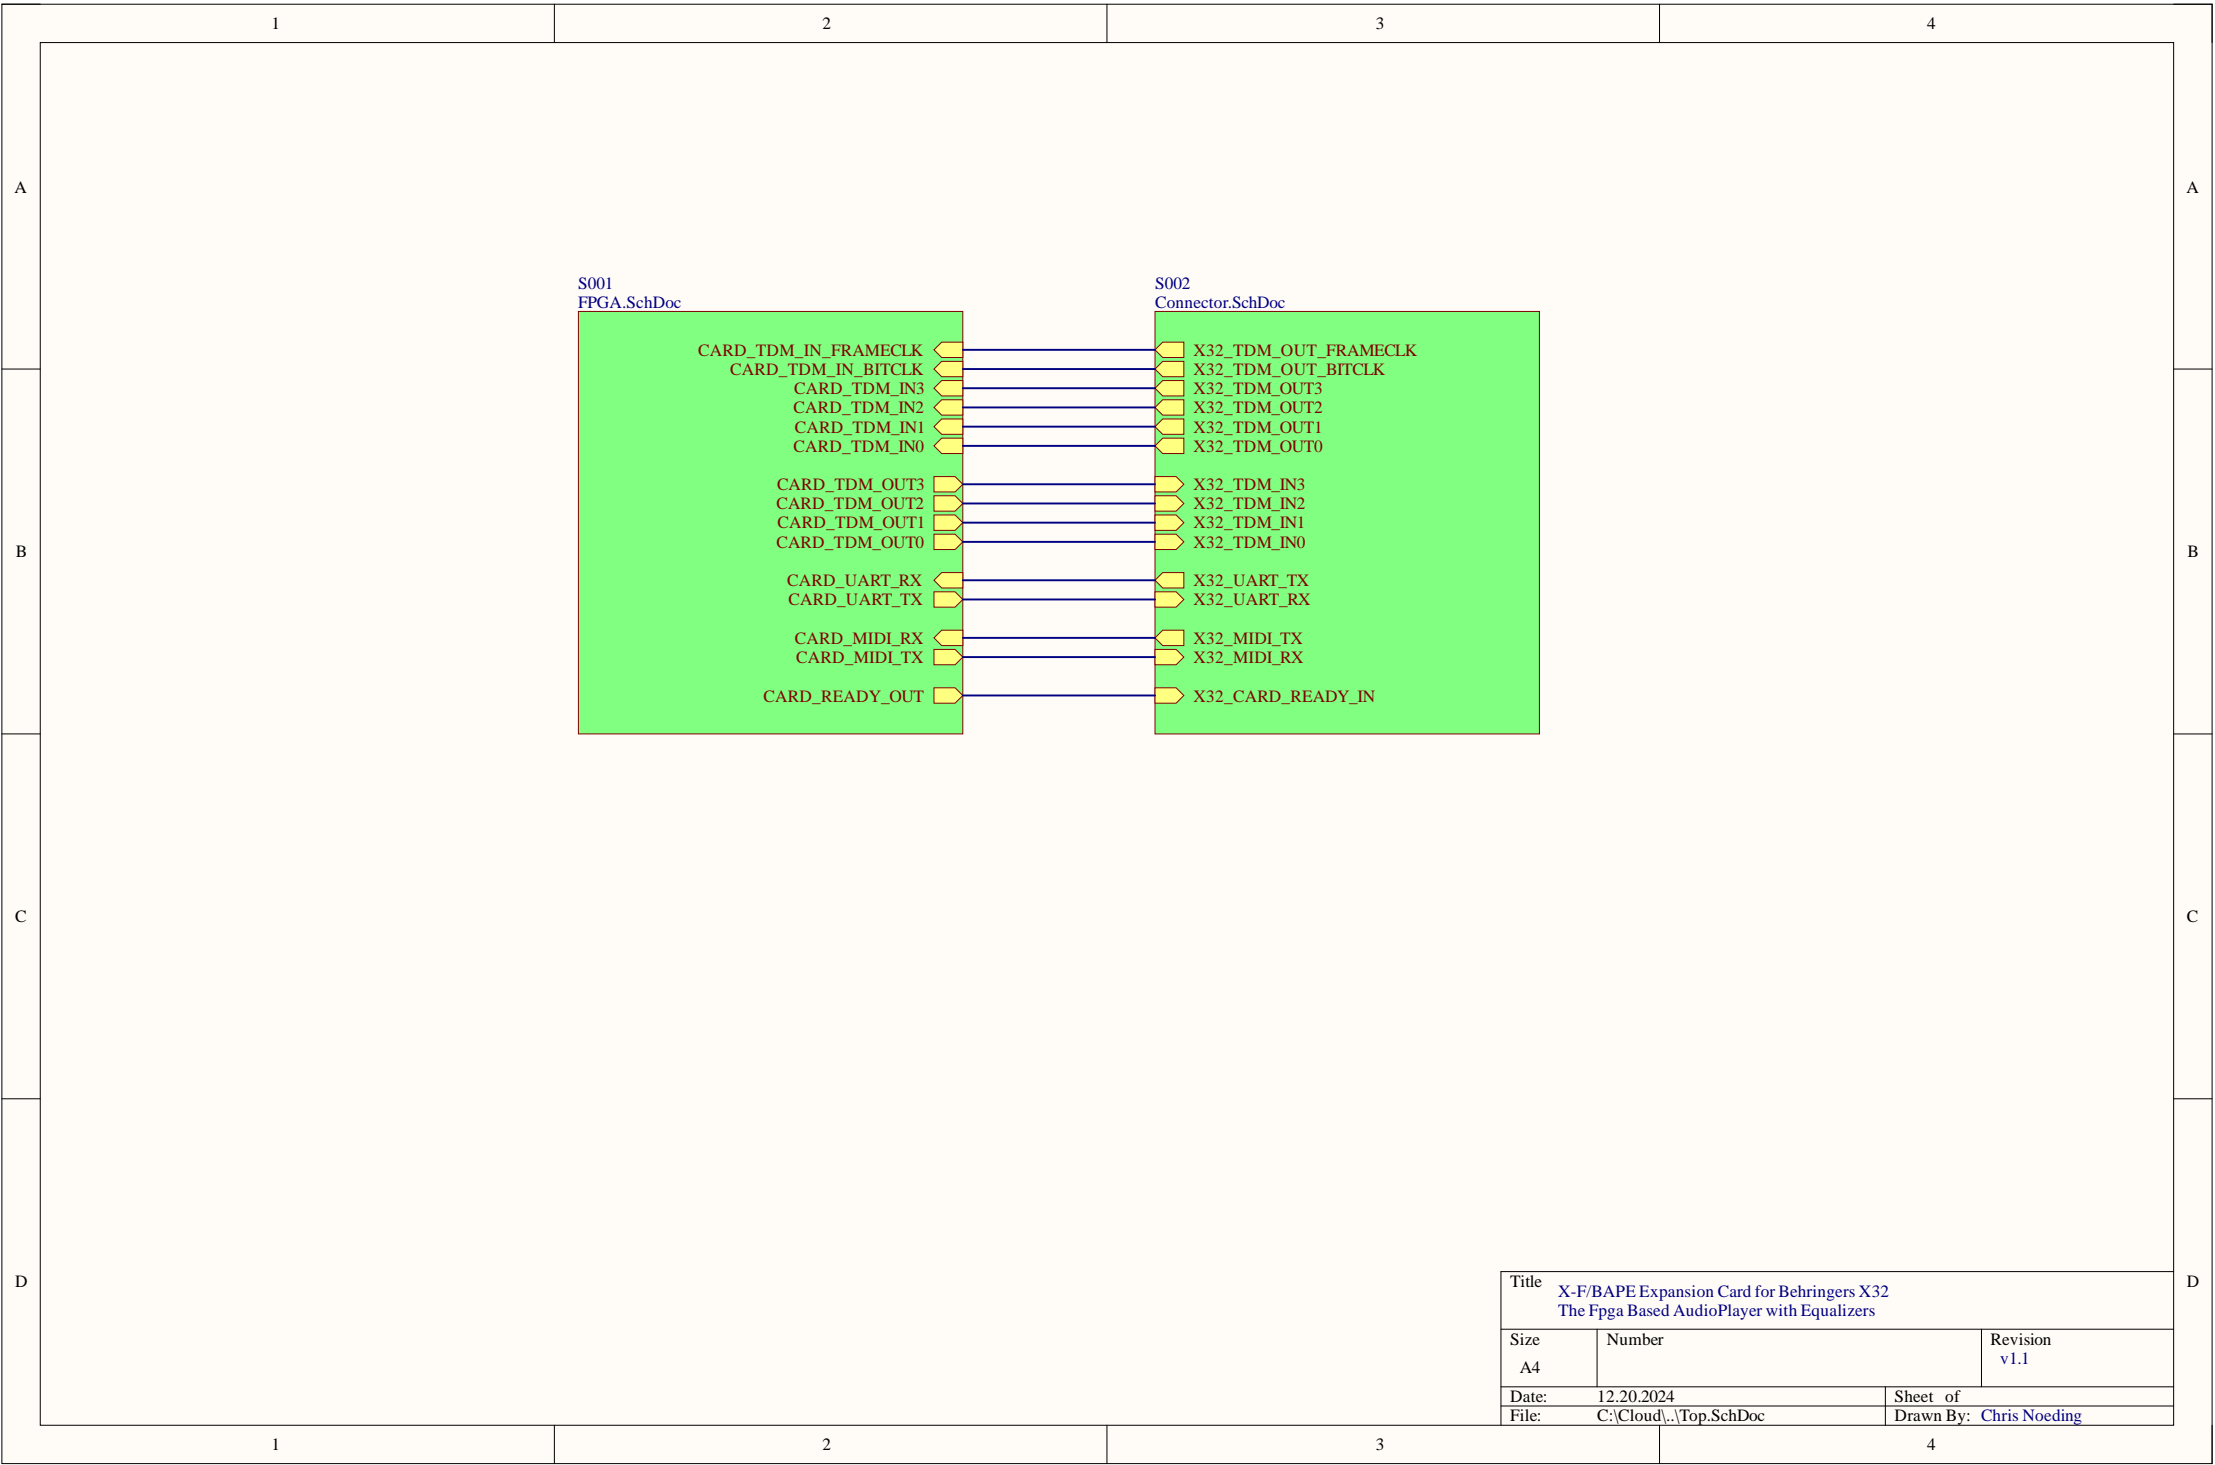 1 2 3 4
A A
S001
FPGA.SchDoc
S002
Connector.SchDoc
CARD_TDM_IN_FRAMECLK X32_TDM_OUT_FRAMECLK
CARD_TDM_IN_BITCLK X32_TDM_OUT_BITCLK
CARD_TDM_IN3 X32_TDM_OUT3
CARD_TDM_IN2 X32_TDM_OUT2
CARD_TDM_IN1 X32_TDM_OUT1
CARD_TDM_IN0 X32_TDM_OUT0
CARD_TDM_OUT3 X32_TDM_IN3
CARD_TDM_OUT2 X32_TDM_IN2
CARD_TDM_OUT1 X32_TDM_IN1
CARD_TDM_OUT0 X32_TDM_IN0
B B
CARD_UART_RX X32_UART_TX
CARD_UART_TX X32_UART_RX
CARD_MIDI_RX X32_MIDI_TX
CARD_MIDI_TX X32_MIDI_RX
CARD_READY_OUT X32_CARD_READY_IN
C C
D D
Title
X-F/BAPE Expansion Card for Behringers X32
The Fpga Based AudioPlayer with Equalizers
Size Number Revision
A4 v1.1
Date: 12.20.2024 Sheet of
File: C:\Cloud\..\Top.SchDoc Drawn By: Chris Noeding
1 2 3 4